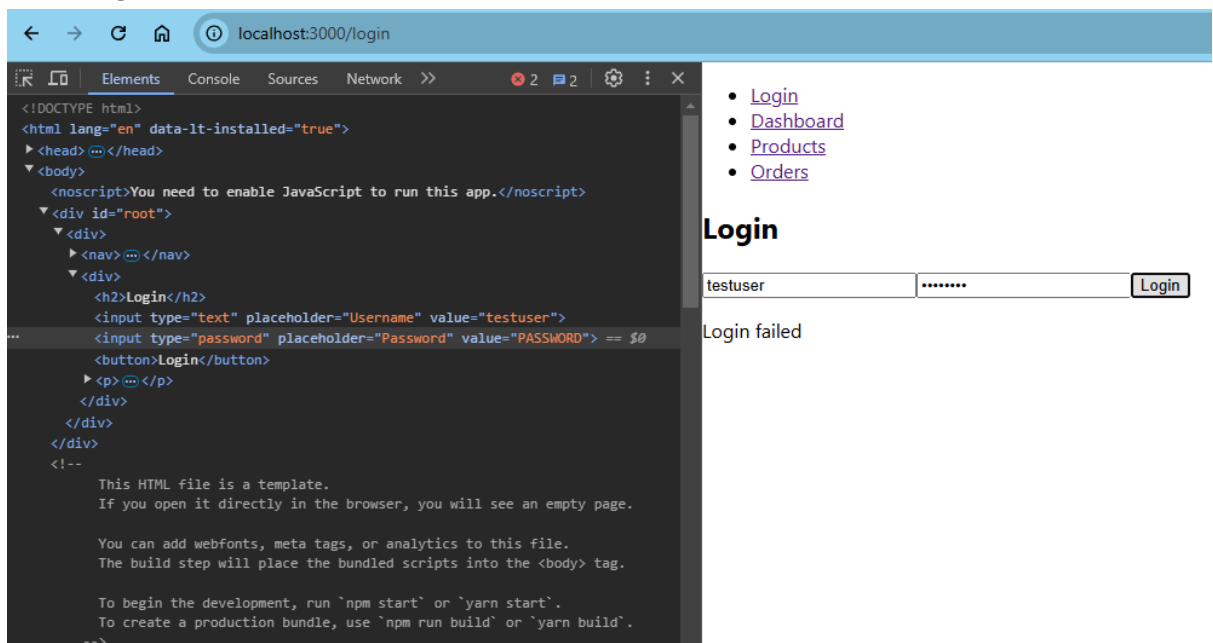 localhost:3000/login
Elements Console Sources Network 2 2
<!DOCTYPE html>
<html lang="en" data-lt-installed="true">
<head> … </head>
<body>
<noscript>You need to enable JavaScript to run this app.</noscript>
<div id="root">
<div>
<nav> … </nav>
<div>
<h2>Login</h2>
<input type="text" placeholder="Username" value="testuser">
… <input type="password" placeholder="Password" value="PASSWORD"> == $0
<button>Login</button>
<p> … </p>
</div>
</div>
</div>
<!--
This HTML file is a template.
If you open it directly in the browser, you will see an empty page.
You can add webfonts, meta tags, or analytics to this file.
The build step will place the bundled scripts into the <body> tag.
To begin the development, run `npm start` or `yarn start`.
To create a production bundle, use `npm run build` or `yarn build`.
-->
Login
Dashboard
Products
Orders
Login
testuser •••••••• Login
Login failed